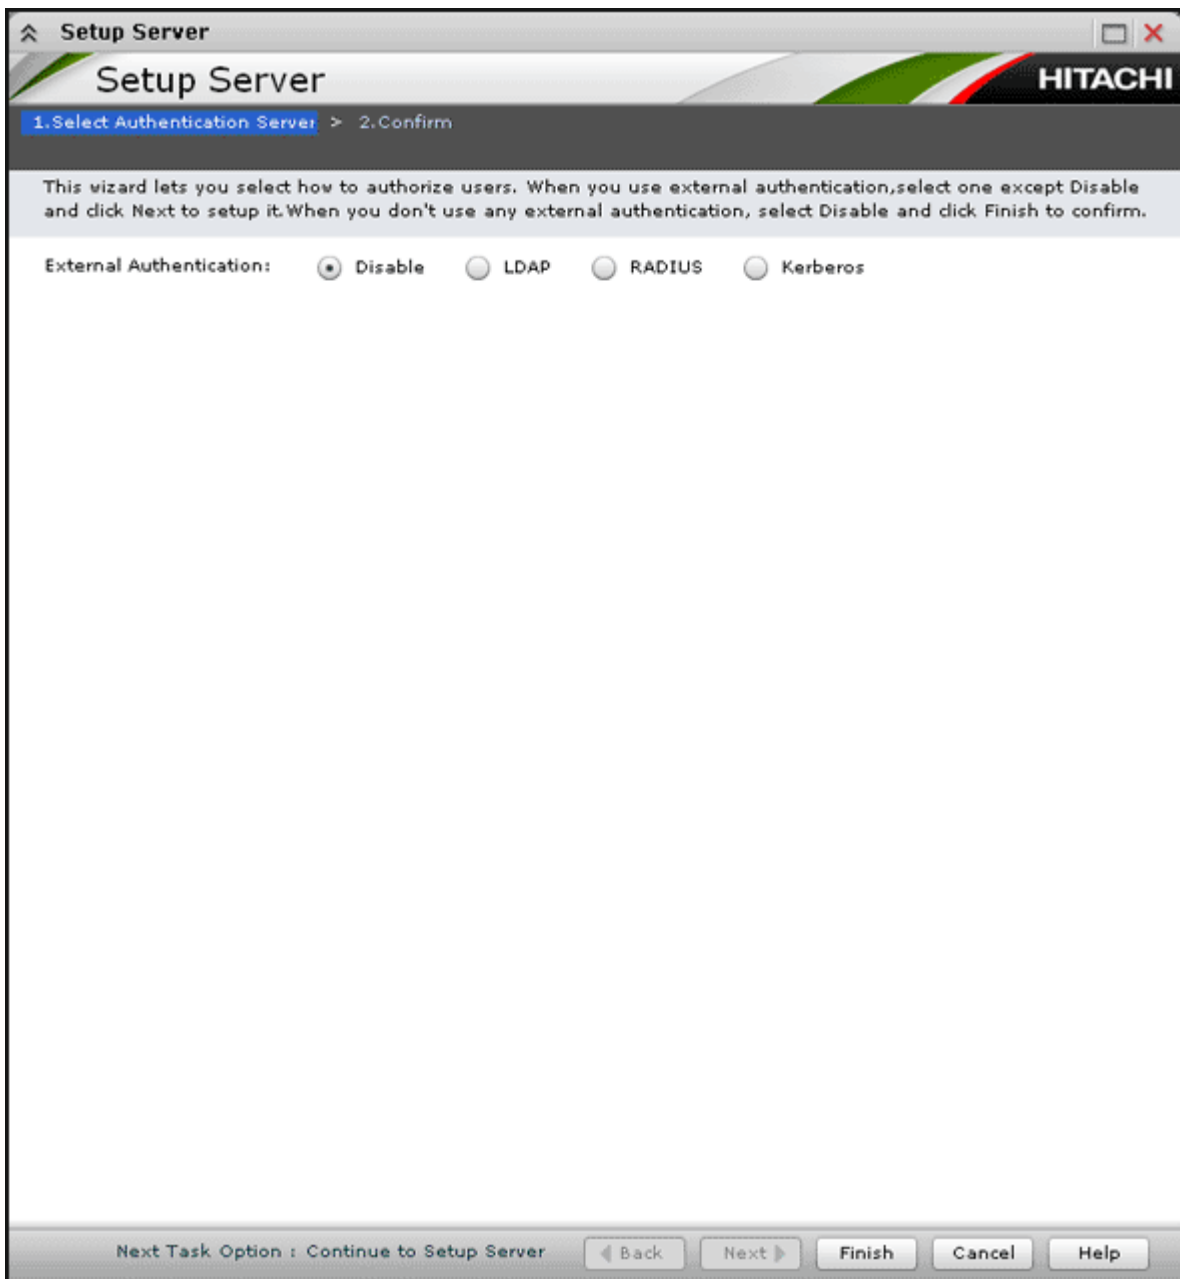 Setup Server
Setup Server
HITACHI
1.Select Authentication Server > 2.Confirm
This wizard lets you select how to authorize users. When you use external authentication,select one except Disable
and click Next to setup it.When you don't use any external authentication, select Disable and click Finish to confirm.
External Authentication: Disable LDAP RADIUS Kerberos
Next Task Option : Continue to Setup Server Back Next Finish Cancel Help